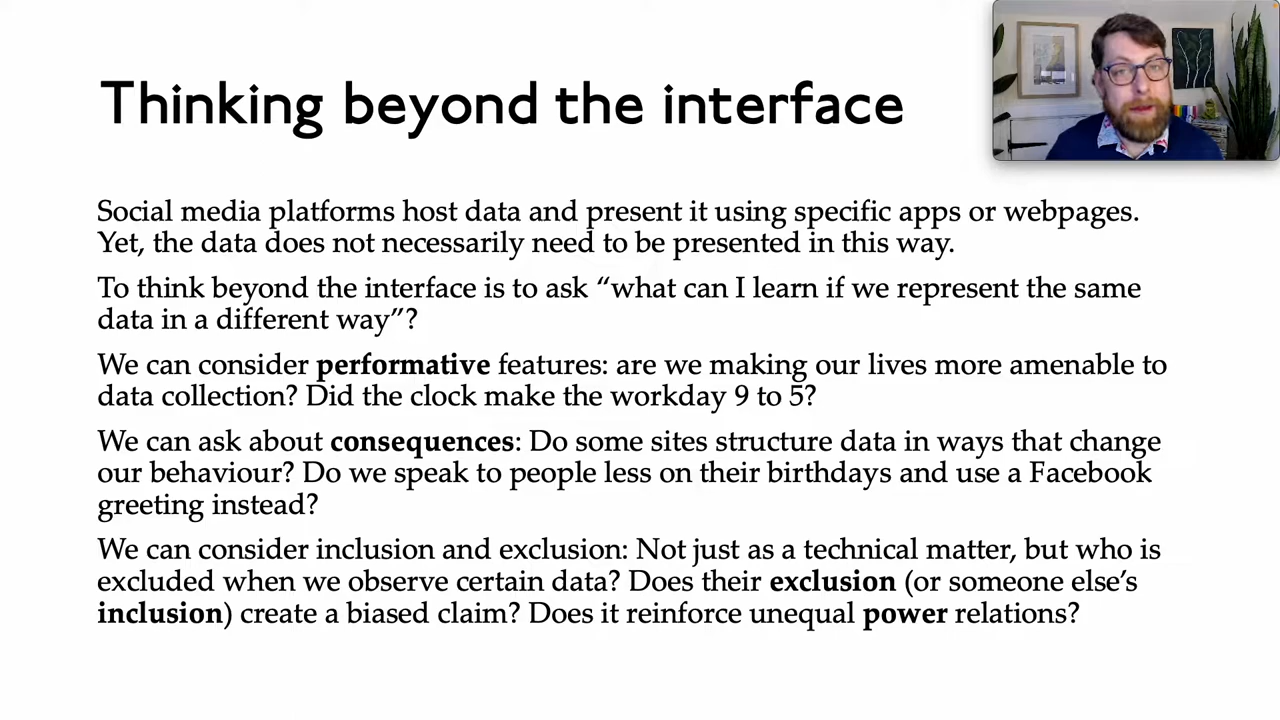 Thinking beyond the interface
Social media platforms host data and present it using specific apps or webpages.
Yet, the data does not necessarily need to be presented in this way.
To think beyond the interface is to ask “what can I learn if we represent the same
data in a different way”?
We can consider performative features: are we making our lives more amenable to
data collection? Did the clock make the workday 9 to 5?
We can ask about consequences: Do some sites structure data in ways that change
our behaviour? Do we speak to people less on their birthdays and use a Facebook
greeting instead?
We can consider inclusion and exclusion: Not just as a technical matter, but who is
excluded when we observe certain data? Does their exclusion (or someone else’s
inclusion) create a biased claim? Does it reinforce unequal power relations?